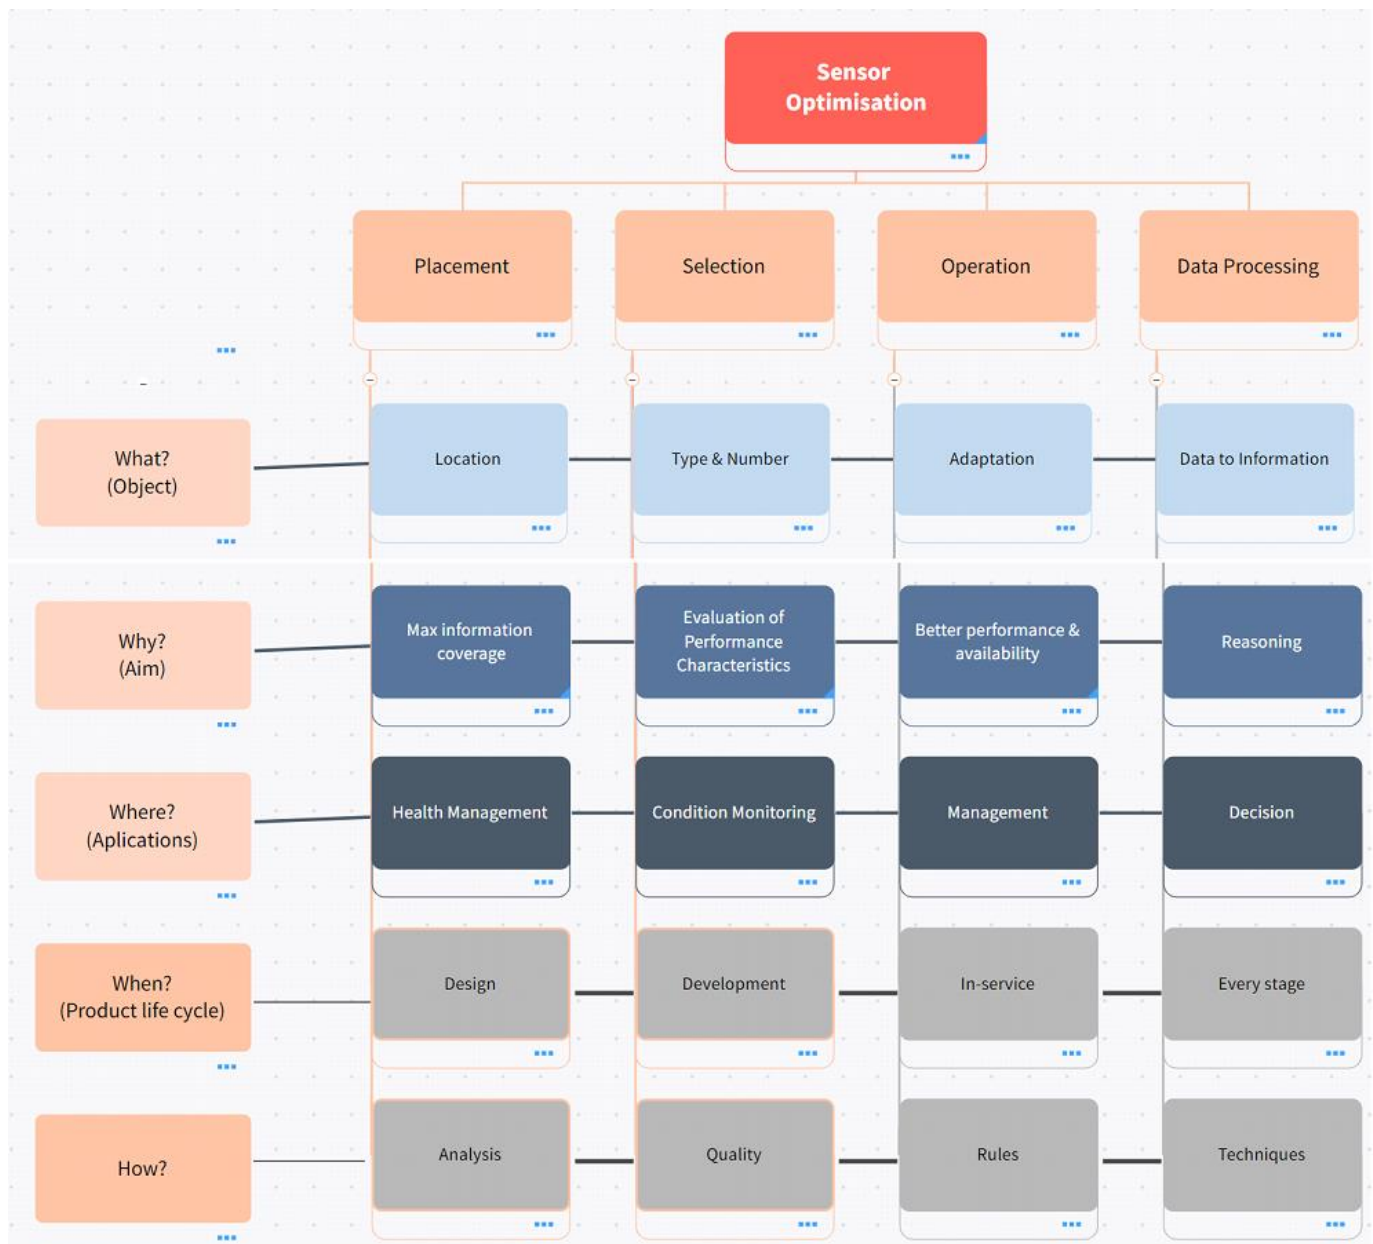 Sensor
Optimisation
Placement
Selection
Operation
Data Processing
What?
(Object)
Location
Type & Number
Adaptation
Data to Information
Why?
(Aim)
Max information
coverage
Evaluation of
Performance
Characteristics
Better performance &
availability
Reasoning
Where?
(Aplications)
Health Management
Condition Monitoring
Management
Decision
When?
(Product life cycle)
Design
Development
In-service
Every stage
How?
Analysis
Quality
Rules
Techniques